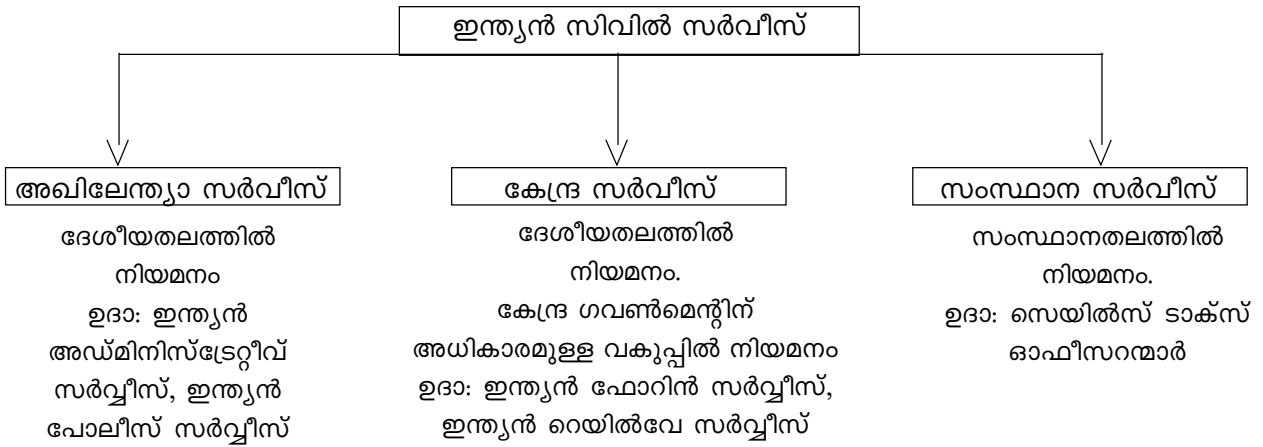 ഇന്ത്യൻ സിവിൽ സർവീസ്
അഖിലേന്ത്യാ സർവീസ്
ദേശീയതലത്തിൽ
നിയമനം
ഉദാ: ഇന്ത്യൻ
അഡ്മിനിസ്ട്രേറ്റീവ്
സർവ്വീസ്, ഇന്ത്യൻ
പോലീസ് സർവ്വീസ്
കേന്ദ്ര സർവീസ്
ദേശീയതലത്തിൽ
നിയമനം.
കേന്ദ്ര ഗവൺമെന്റിന്
അധികാരമുള്ള വകുപ്പിൽ നിയമനം
ഉദാ: ഇന്ത്യൻ ഫോറിൻ സർവ്വീസ്,
ഇന്ത്യൻ റെയിൽവേ സർവ്വീസ്
സംസ്ഥാന സർവീസ്
സംസ്ഥാനതലത്തിൽ
നിയമനം.
ഉദാ: സെയിൽസ് ടാക്സ്
ഓഫീസറന്മാർ